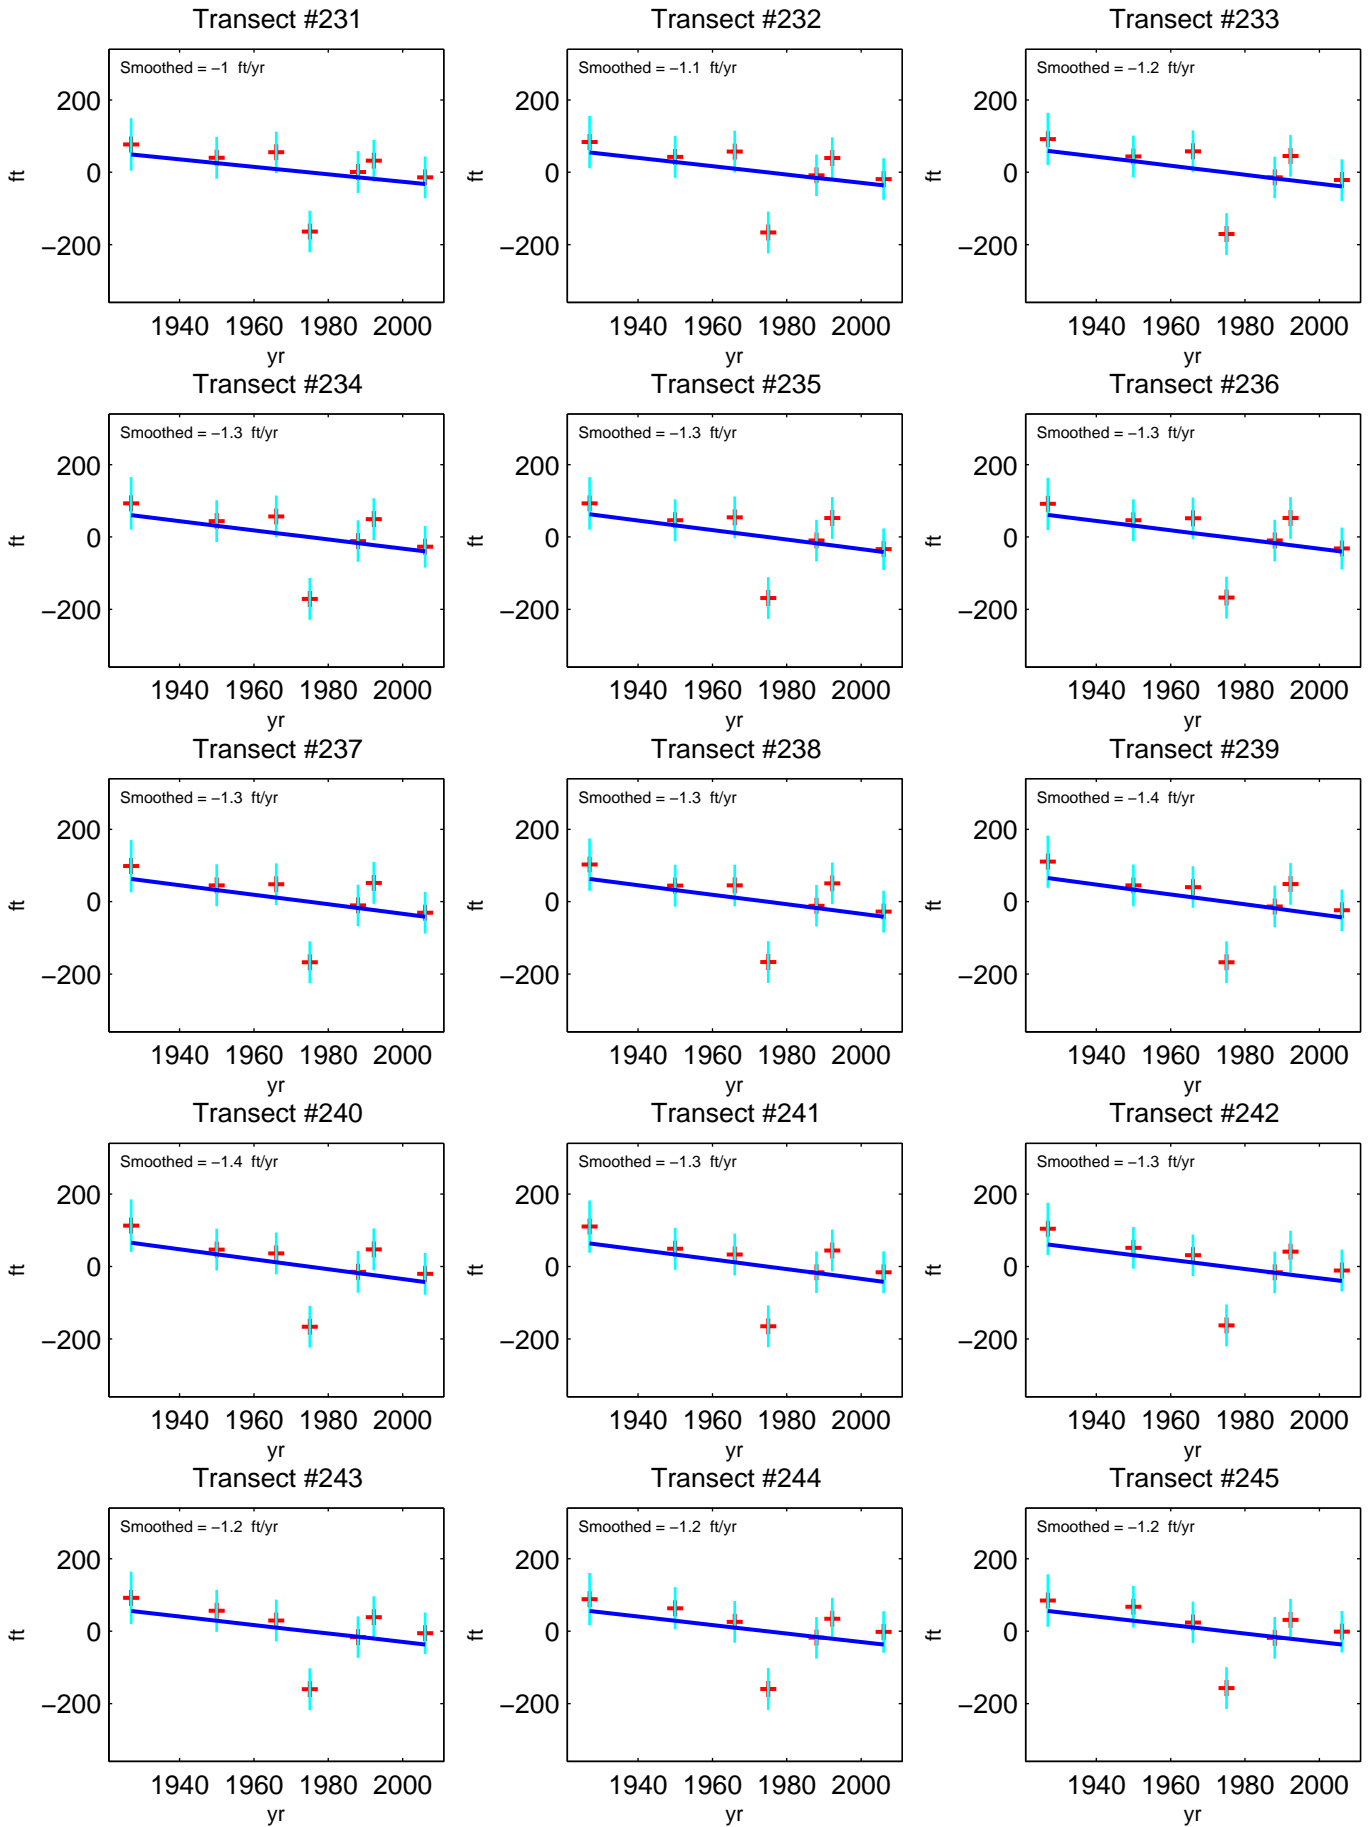 Transect #231
Smoothed = −1 ft/yr
200
0
−200
ft
1940 1960 1980 2000
yr
Transect #232
Smoothed = −1.1 ft/yr
200
0
−200
ft
1940 1960 1980 2000
yr
Transect #233
Smoothed = −1.2 ft/yr
200
0
−200
ft
1940 1960 1980 2000
yr
Transect #234
Smoothed = −1.3 ft/yr
200
0
−200
ft
1940 1960 1980 2000
yr
Transect #235
Smoothed = −1.3 ft/yr
200
0
−200
ft
1940 1960 1980 2000
yr
Transect #236
Smoothed = −1.3 ft/yr
200
0
−200
ft
1940 1960 1980 2000
yr
Transect #237
Smoothed = −1.3 ft/yr
200
0
−200
ft
1940 1960 1980 2000
yr
Transect #238
Smoothed = −1.3 ft/yr
200
0
−200
ft
1940 1960 1980 2000
yr
Transect #239
Smoothed = −1.4 ft/yr
200
0
−200
ft
1940 1960 1980 2000
yr
Transect #240
Smoothed = −1.4 ft/yr
200
0
−200
ft
1940 1960 1980 2000
yr
Transect #241
Smoothed = −1.3 ft/yr
200
0
−200
ft
1940 1960 1980 2000
yr
Transect #242
Smoothed = −1.3 ft/yr
200
0
−200
ft
1940 1960 1980 2000
yr
Transect #243
Smoothed = −1.2 ft/yr
200
0
−200
ft
1940 1960 1980 2000
yr
Transect #244
Smoothed = −1.2 ft/yr
200
0
−200
ft
1940 1960 1980 2000
yr
Transect #245
Smoothed = −1.2 ft/yr
200
0
−200
ft
1940 1960 1980 2000
yr